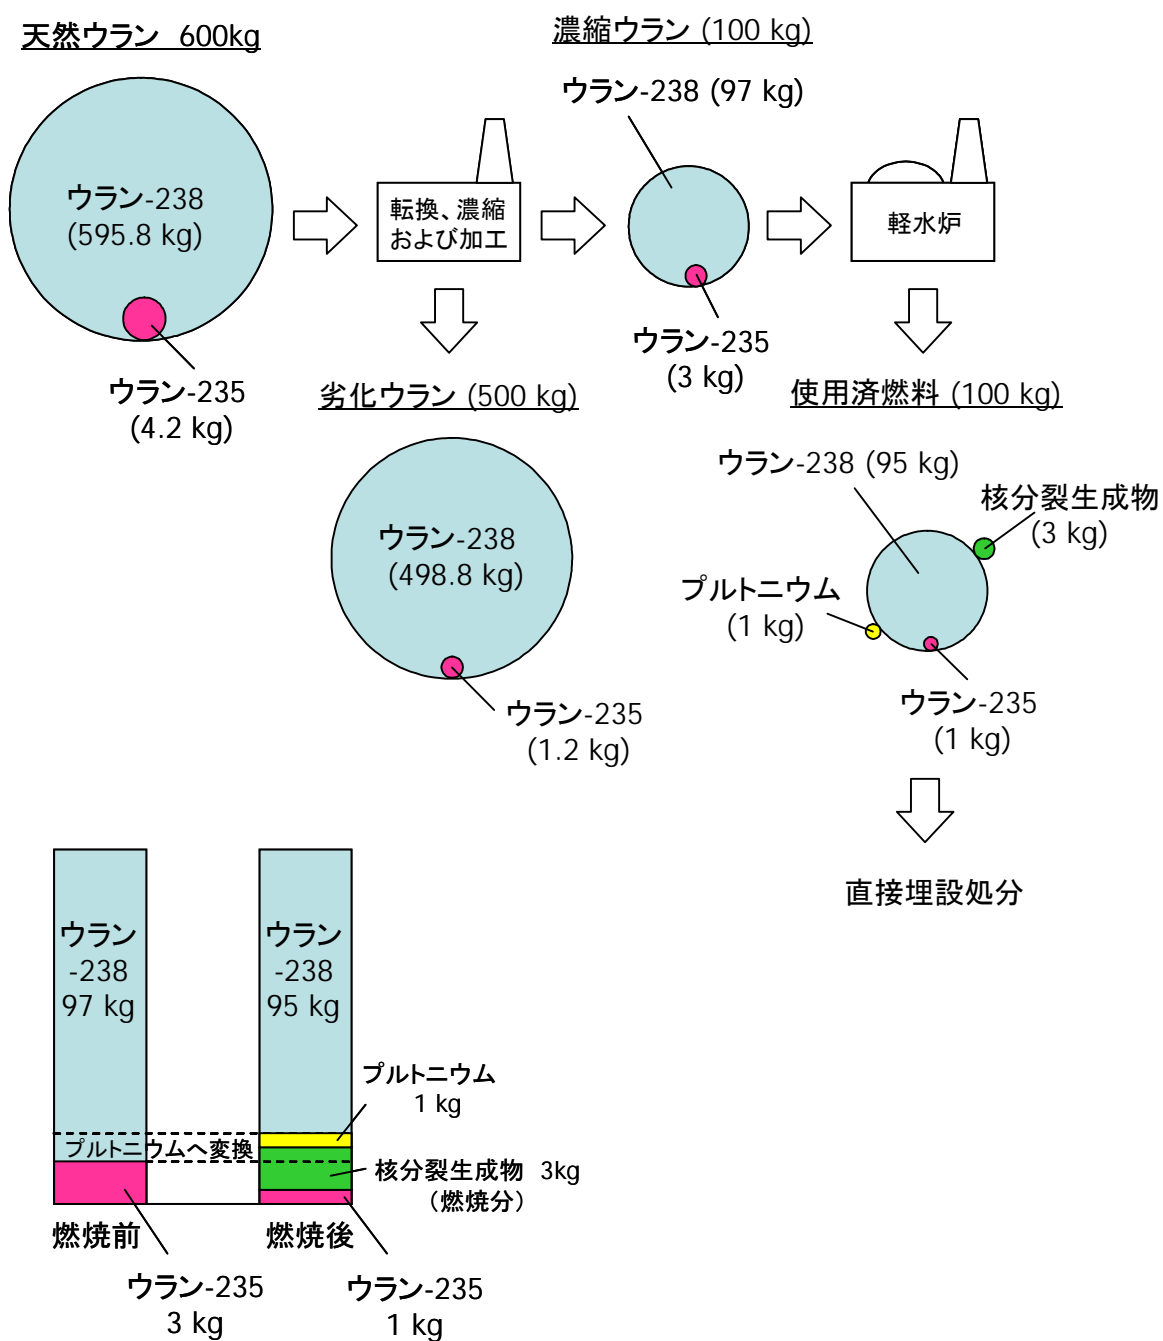 天然ウラン 600kg
濃縮ウラン (100 kg)
ウラン-238 (97 kg)
ウラン-238
(595.8 kg)
転換、濃縮
および加工
軽水炉
ウラン-235
(3 kg)
ウラン-235
(4.2 kg)
劣化ウラン (500 kg)
使用済燃料 (100 kg)
ウラン-238 (95 kg)
核分裂生成物
(3 kg)
ウラン-238
(498.8 kg)
プルトニウム
(1 kg)
ウラン-235
(1.2 kg)
ウラン-235
(1 kg)
直接埋設処分
ウラン
-238
97 kg
ウラン
-238
95 kg
プルトニウム
1 kg
プルトニウムへ変換
核分裂生成物 3kg
（燃焼分）
燃焼前
燃焼後
ウラン-235
3 kg
ウラン-235
1 kg